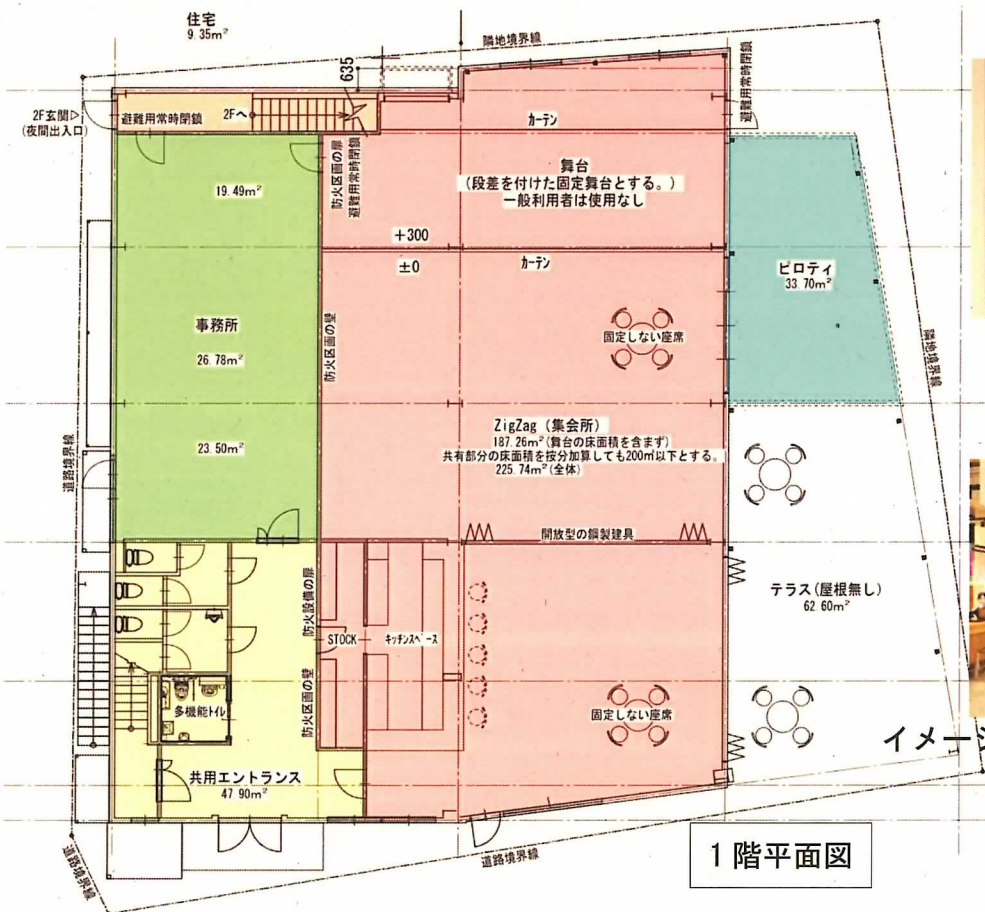 住宅
9.35m²
隣地境界線
635
避難用常時閉鎖
2F玄関▷
(夜間出入口)
避難用常時閉鎖
2Fへ
カーテン
防火区画の扉
避難用常時閉鎖
舞台
(段差を付けた固定舞台とする。)
一般利用者は使用なし
19.49m²
+300
±0
カーテン
ピロティ
33.70m²
事務所
26.78m²
防火区画の壁
固定しない座席
隣地境界線
ZigZag (集会所)
187.26m²(舞台の床面積を含まず)
共有部分の床面積を按分加算しても200㎡以下とする。
225.74m²(全体)
23.50m²
道路境界線
開放型の鋼製建具
テラス(屋根無し)
62.60m²
防火設備の扉
STOCK
キッチンスペース
防火区画の壁
多機能トイレ
固定しない座席
イメージ
共用エントランス
47.90m²
道路境界線
道路境界線
1階平面図